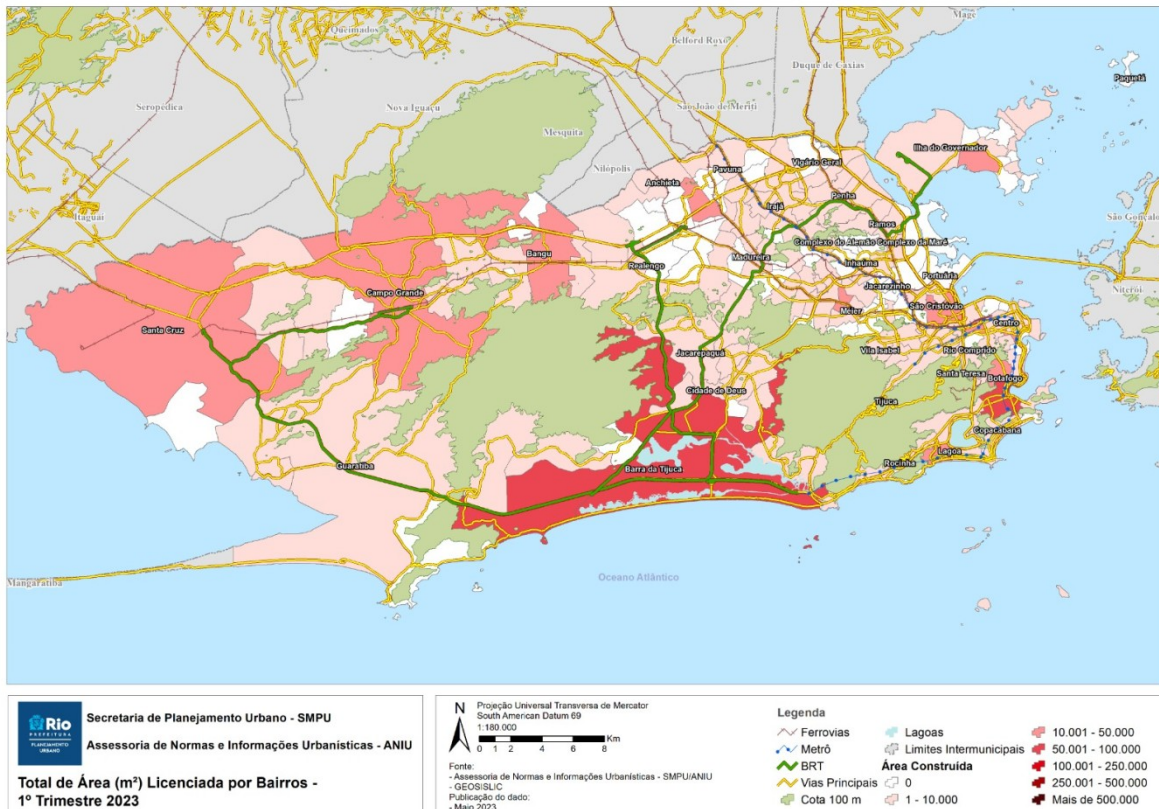 Magé
Queimados
Belford Roxo
Duque de Caxias
Paquetá
Seropédica
Nova Iguaçu
São João de Meriti
Mesquita
Ilha do Governador
Vigário Geral
Pavuna
Nilópolis
Anchieta
Penha
Irajá
Itaguaí
São Gonçalo
Ramos
Complexo do Alemão Complexo da Maré
Bangu
Madureira
Realengo
Inhaúma
Portuária
Jacarezinho
Niterói
Campo Grande
São Cristóvão
Méier
Centro
Santa Cruz
Vila Isabel
Rio Comprido
Jacarepaguá
Santa Teresa
Botafogo
Cidade de Deus
Tijuca
Copacabana
Lagoa
Rocinha
Guaratiba
Barra da Tijuca
Oceano Atlântico
Mangaratiba
Rio
PREFEITURA
PLANEJAMENTO
URBANO
Secretaria de Planejamento Urbano - SMPU
Assessoria de Normas e Informações Urbanísticas - ANIU
Total de Área (m²) Licenciada por Bairros -
1º Trimestre 2023
N
Projeção Universal Transversa de Mercator
South American Datum 69
1:180.000
0 2 4 6 8
Km
Fonte:
- Assessoria de Normas e Informações Urbanísticas - SMPU/ANIU
- GEOSISLIC
Publicação do dado:
- Maio 2023
Legenda
Ferrovias
Metrô
BRT
Vias Principais
Cota 100 m
Lagoas
Limites Intermunicipais
Área Construída
0
1 - 10.000
10.001 - 50.000
50.001 - 100.000
100.001 - 250.000
250.001 - 500.000
Mais de 500.000